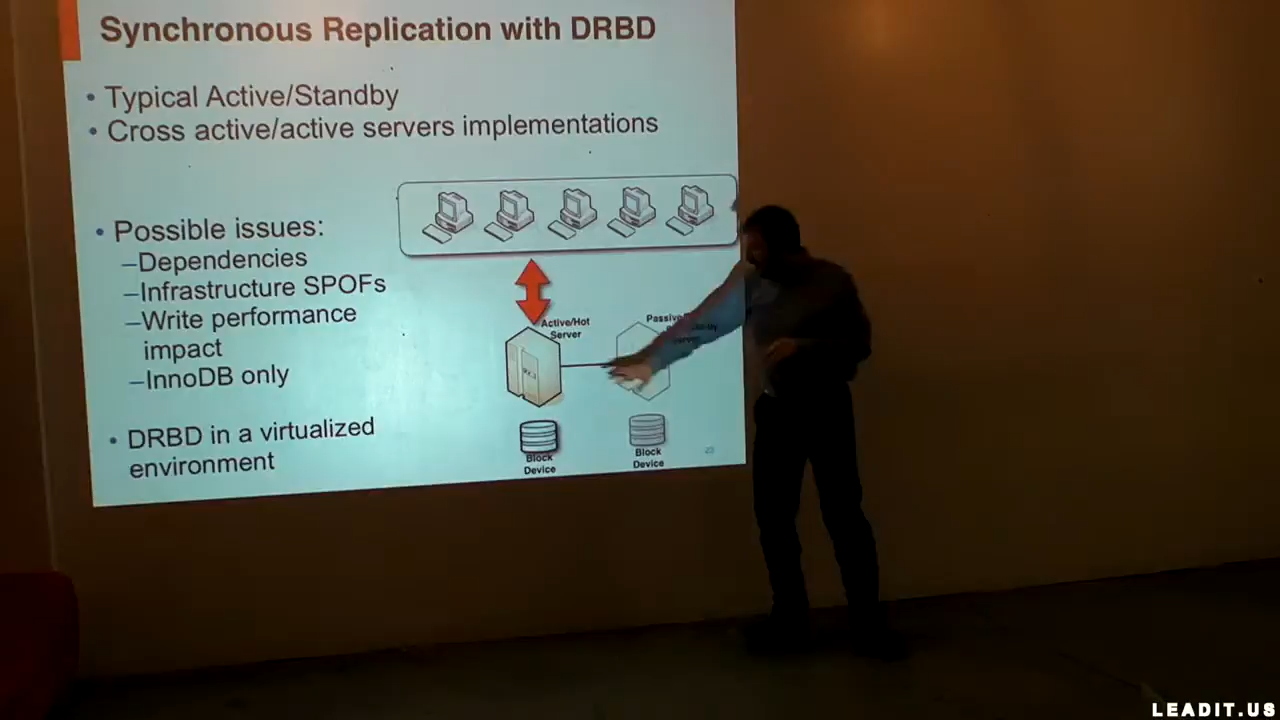 Synchronous Replication with DRBD
• Typical Active/Standby
• Cross active/active servers implementations
• Possible issues:
–Dependencies
–Infrastructure SPOFs
–Write performance
impact
–InnoDB only
• DRBD in a virtualized
environment
Active/Hot
Server
Block
Device
Block
Device
23
LEADIT.US